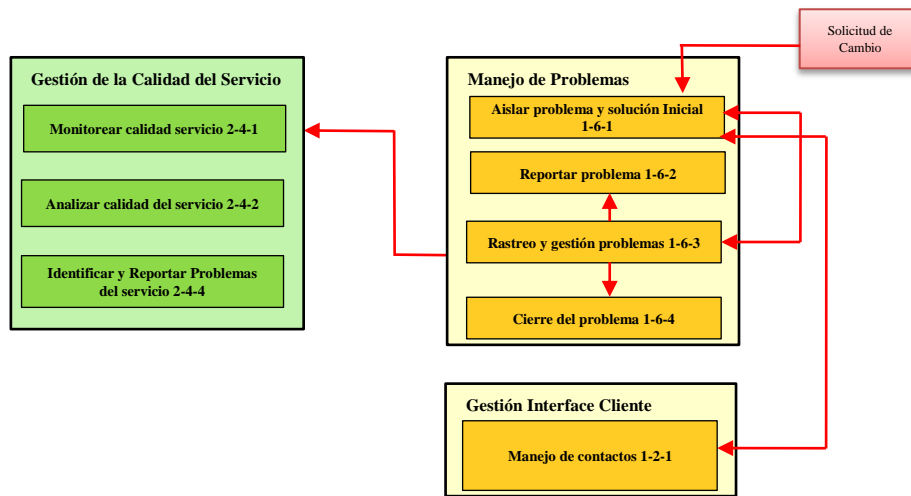 Solicitud de
Cambio
Gestión de la Calidad del Servicio
Monitorear calidad servicio 2-4-1
Analizar calidad del servicio 2-4-2
Identificar y Reportar Problemas
del servicio 2-4-4
Manejo de Problemas
Aislar problema y solución Inicial
1-6-1
Reportar problema 1-6-2
Rastreo y gestión problemas 1-6-3
Cierre del problema 1-6-4
Gestión Interface Cliente
Manejo de contactos 1-2-1